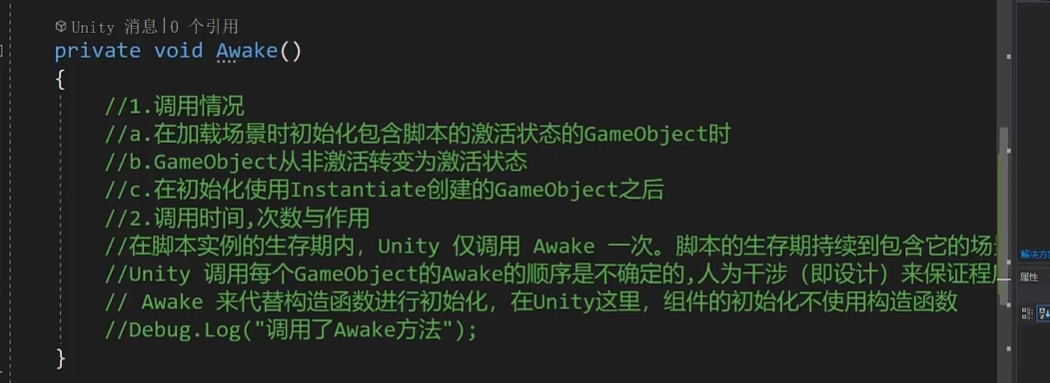 Unity 消息|0 个引用
private void Awake()
{
//1.调用情况
//a.在加载场景时初始化包含脚本的激活状态的GameObject时
//b.GameObject从非激活转变为激活状态
//c.在初始化使用Instantiate创建的GameObject之后
//2.调用时间,次数与作用
//在脚本实例的生存期内，Unity 仅调用 Awake 一次。脚本的生存期持续到包含它的场
//Unity 调用每个GameObject的Awake的顺序是不确定的,人为干涉（即设计）来保证程
// Awake 来代替构造函数进行初始化，在Unity这里，组件的初始化不使用构造函数
//Debug.Log("调用了Awake方法");
}
解决方
属性